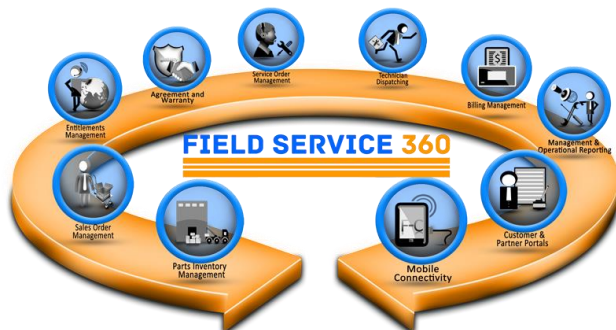 Service Order
Management
Technician
Dispatching
Agreement and
Warranty
Billing Management
Entitlements
Management
Management &
Operational Reporting
FIELD SERVICE 360
Sales Order
Management
Customer &
Partner Portals
Parts Inventory
Management
Mobile
Connectivity